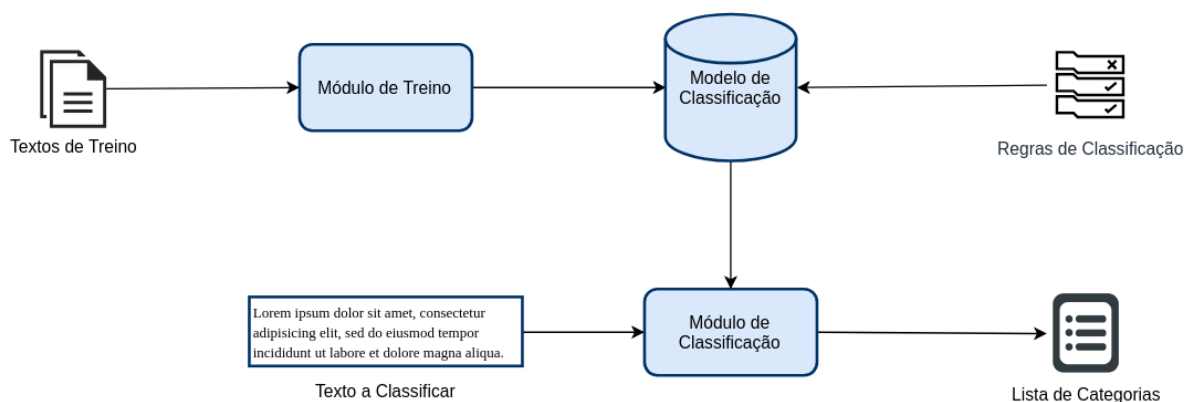 Textos de Treino
Módulo de Treino
Modelo de
Classificação
Regras de Classificação
Lorem ipsum dolor sit amet, consectetur
adipisicing elit, sed do eiusmod tempor
incididunt ut labore et dolore magna aliqua.
Texto a Classificar
Módulo de
Classificação
Lista de Categorias